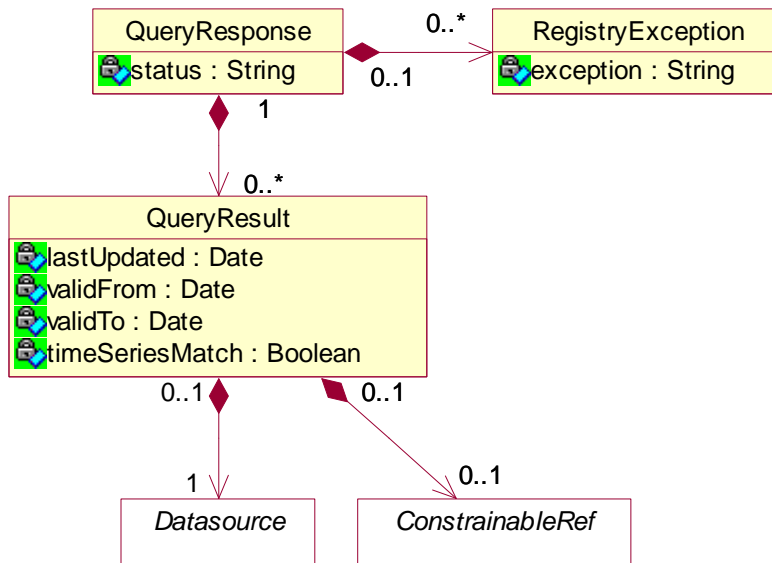 QueryResponse
status : String
0..*
0..1
RegistryException
exception : String
1
0..*
QueryResult
lastUpdated : Date
validFrom : Date
validTo : Date
timeSeriesMatch : Boolean
0..1
0..1
1
0..1
Datasource
ConstrainableRef